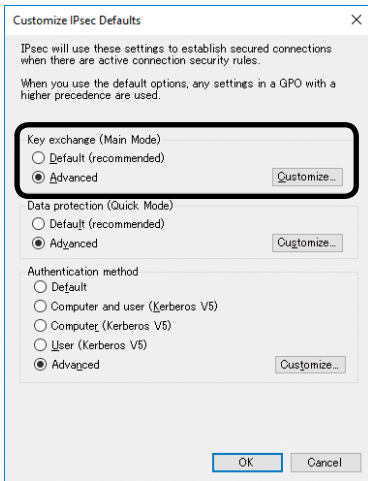 Customize IPsec Defaults
IPsec will use these settings to establish secured connections
when there are active connection security rules.
When you use the default options, any settings in a GPO with a
higher precedence are used.
Key exchange (Main Mode)
Default (recommended)
Advanced
Customize...
Data protection (Quick Mode)
Default (recommended)
Advanced
Customize...
Authentication method
Default
Computer and user (Kerberos V5)
Computer (Kerberos V5)
User (Kerberos V5)
Advanced
Customize...
OK
Cancel